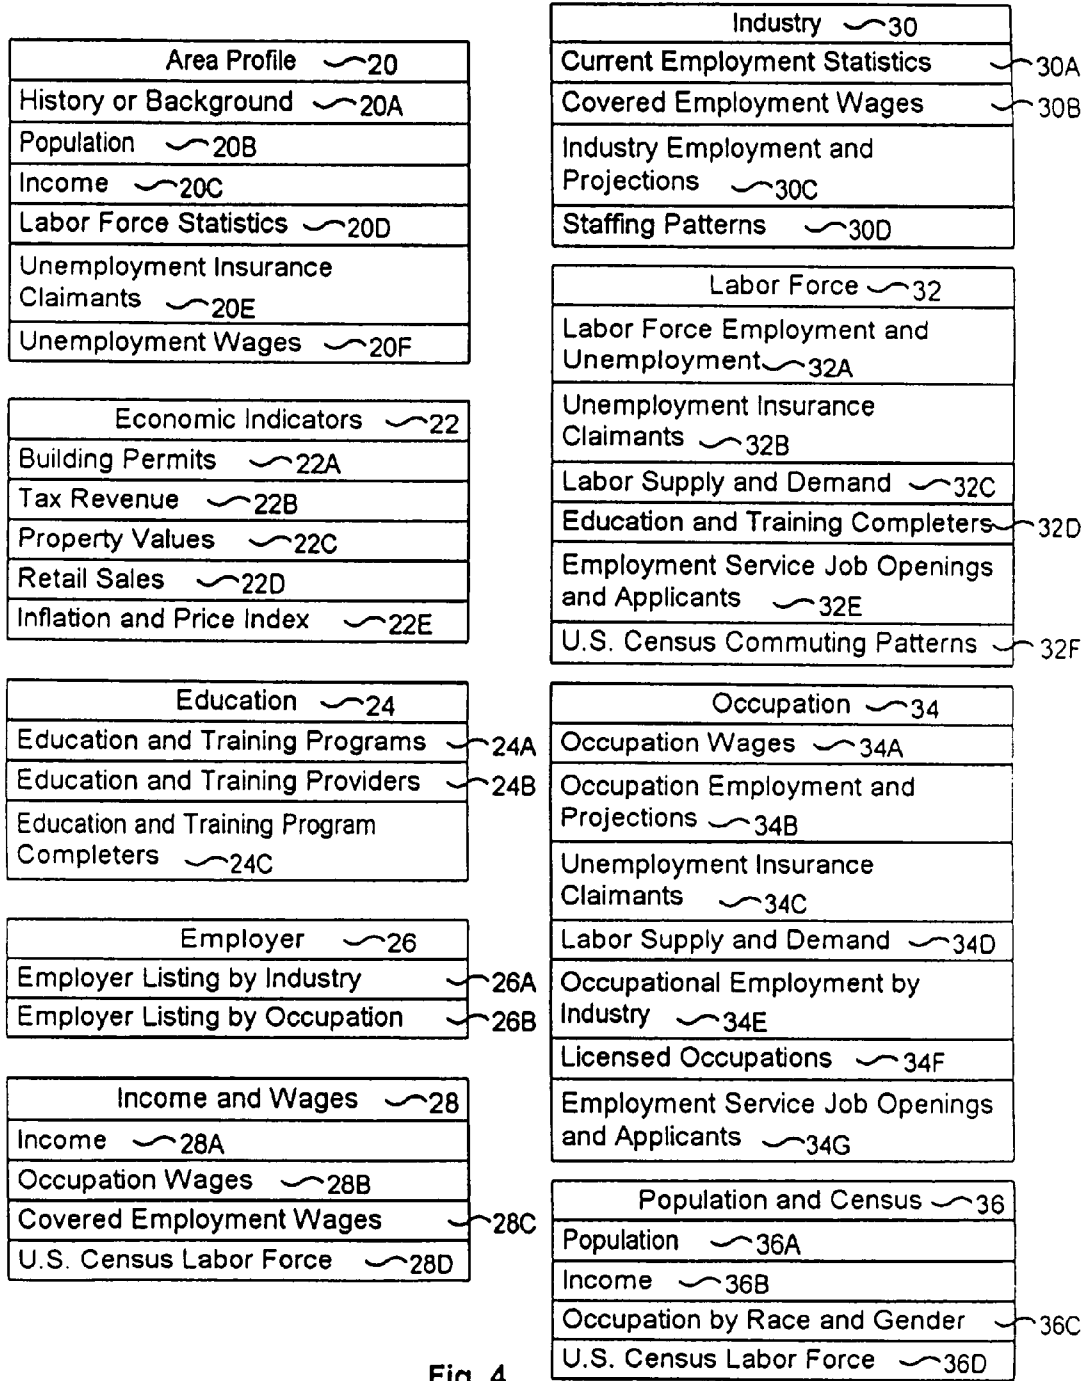 Area Profile 20
History or Background 20A
Population 20B
Income 20C
Labor Force Statistics 20D
Unemployment Insurance
Claimants 20E
Unemployment Wages 20F
Economic Indicators 22
Building Permits 22A
Tax Revenue 22B
Property Values 22C
Retail Sales 22D
Inflation and Price Index 22E
Education 24
Education and Training Programs 24A
Education and Training Providers 24B
Education and Training Program
Completers 24C
Employer 26
Employer Listing by Industry 26A
Employer Listing by Occupation 26B
Income and Wages 28
Income 28A
Occupation Wages 28B
Covered Employment Wages 28C
U.S. Census Labor Force 28D
Industry 30
Current Employment Statistics 30A
Covered Employment Wages 30B
Industry Employment and
Projections 30C
Staffing Patterns 30D
Labor Force 32
Labor Force Employment and
Unemployment 32A
Unemployment Insurance
Claimants 32B
Labor Supply and Demand 32C
Education and Training Completers 32D
Employment Service Job Openings
and Applicants 32E
U.S. Census Commuting Patterns 32F
Occupation 34
Occupation Wages 34A
Occupation Employment and
Projections 34B
Unemployment Insurance
Claimants 34C
Labor Supply and Demand 34D
Occupational Employment by
Industry 34E
Licensed Occupations 34F
Employment Service Job Openings
and Applicants 34G
Population and Census 36
Population 36A
Income 36B
Occupation by Race and Gender 36C
U.S. Census Labor Force 36D
Fig. 4